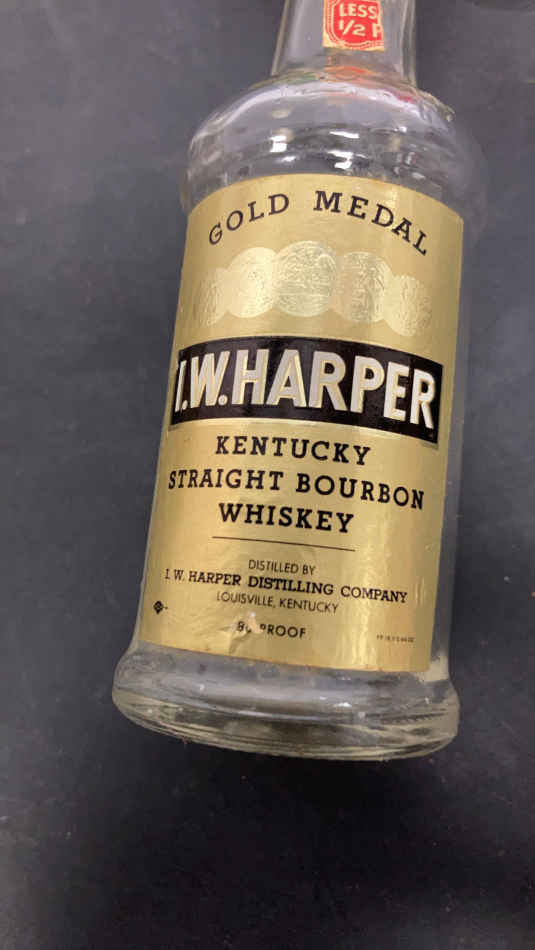 LESS
1/2 P
GOLD MEDAL
I.W.HARPER
KENTUCKY
STRAIGHT BOURBON
WHISKEY
DISTILLED BY
I. W. HARPER DISTILLING COMPANY
LOUISVILLE, KENTUCKY
PROOF